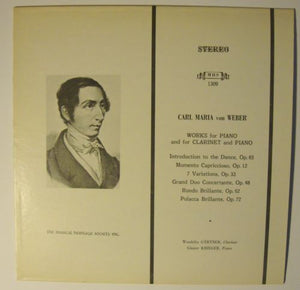 STEREO
MHS
1309
CARL MARIA von WEBER
WORKS for PIANO
and for CLARINET and PIANO
Introduction to the Dance, Op. 65
Momento Capriccioso, Op. 12
7 Variations, Op. 33
Grand Duo Concertante, Op. 48
Rondo Brillante, Op. 62
Polacca Brillante, Op. 72
THE MUSICAL HERITAGE SOCIETY INC.
Clarinet
Piano